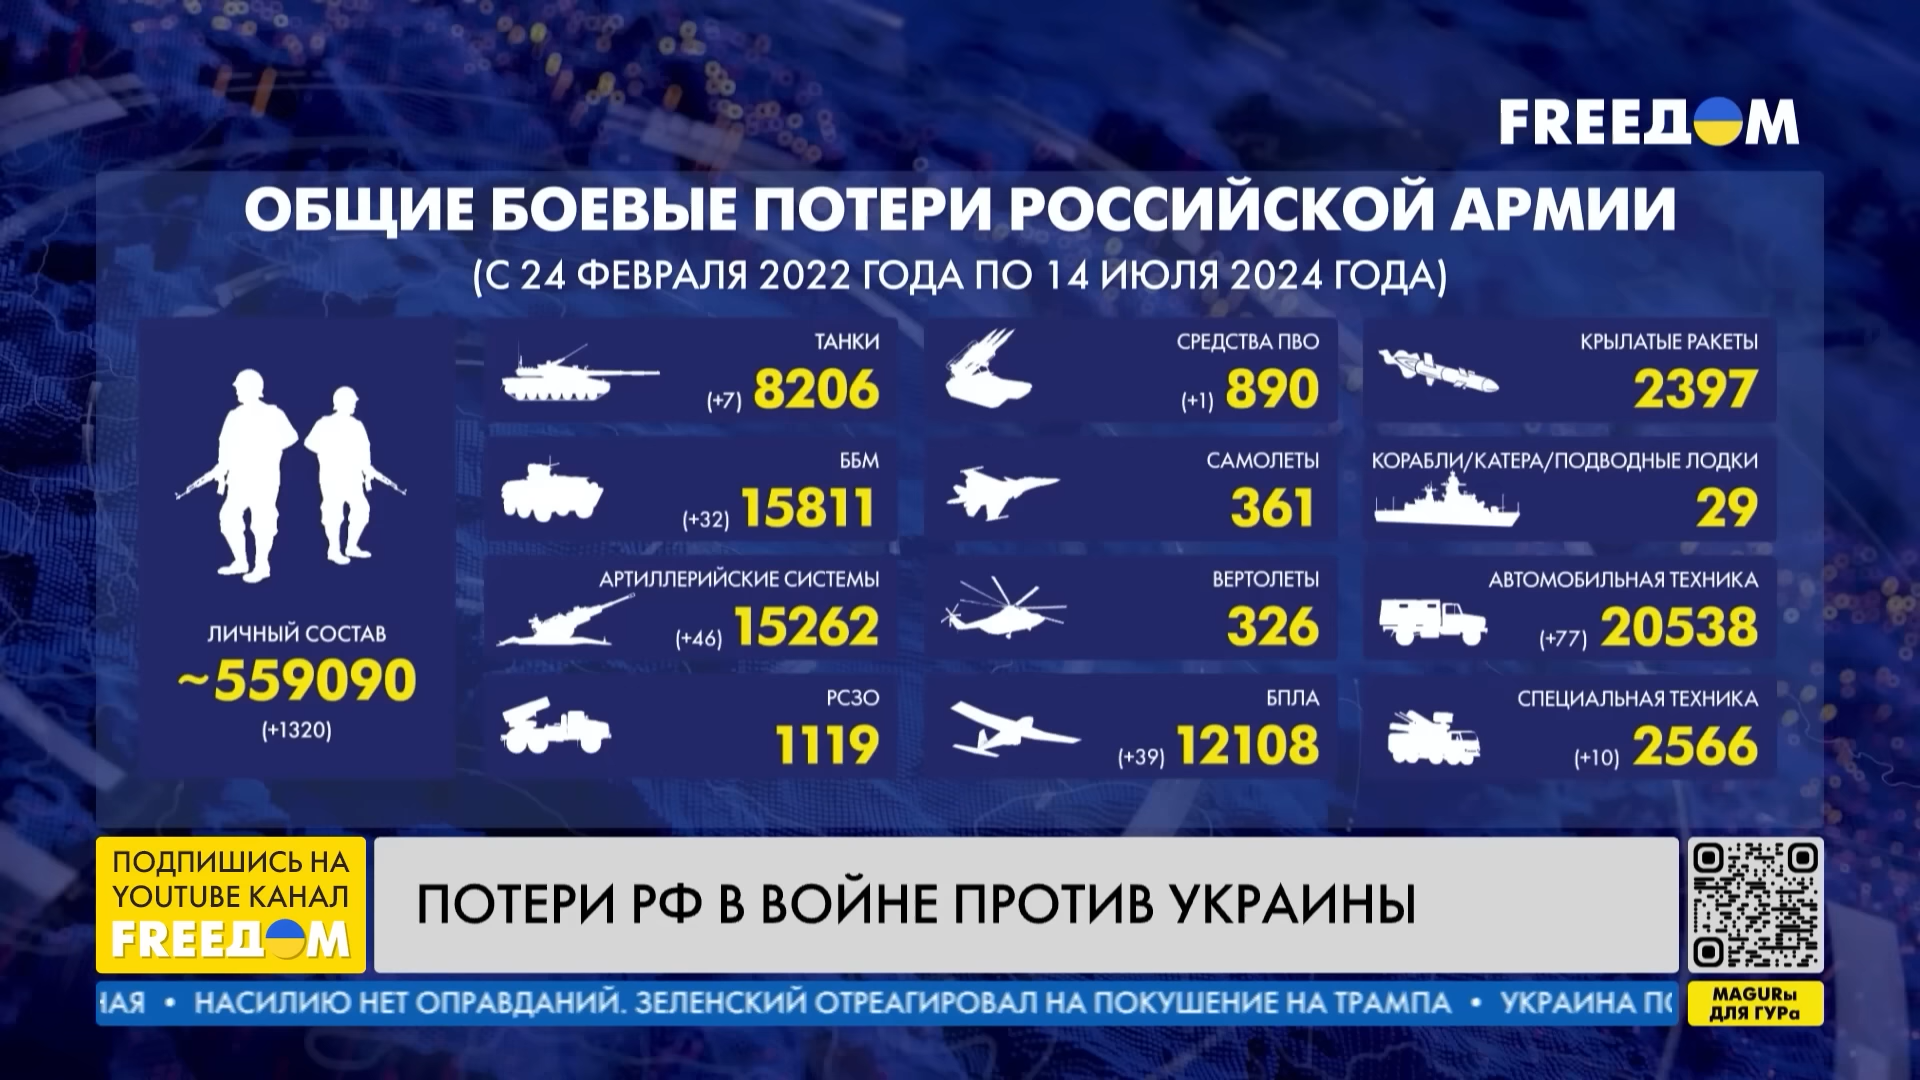 FREEДOM
ОБЩИЕ БОЕВЫЕ ПОТЕРИ РОССИЙСКОЙ АРМИИ
(С 24 ФЕВРАЛЯ 2022 ГОДА ПО 14 ИЮЛЯ 2024 ГОДА)
ЛИЧНЫЙ СОСТАВ
~559090
(+1320)
ТАНКИ
(+7) 8206
ББМ
(+32) 15811
АРТИЛЛЕРИЙСКИЕ СИСТЕМЫ
(+46) 15262
РСЗО
1119
СРЕДСТВА ПВО
(+1) 890
САМОЛЕТЫ
361
ВЕРТОЛЕТЫ
326
БПЛА
(+39) 12108
КРЫЛАТЫЕ РАКЕТЫ
2397
КОРАБЛИ/КАТЕРА/ПОДВОДНЫЕ ЛОДКИ
29
АВТОМОБИЛЬНАЯ ТЕХНИКА
(+77) 20538
СПЕЦИАЛЬНАЯ ТЕХНИКА
(+10) 2566
ПОДПИШИСЬ НА
YOUTUBE КАНАЛ
FREEДOM
ПОТЕРИ РФ В ВОЙНЕ ПРОТИВ УКРАИНЫ
НАЯ • НАСИЛИЮ НЕТ ОПРАВДАНИЙ. ЗЕЛЕНСКИЙ ОТРЕАГИРОВАЛ НА ПОКУШЕНИЕ НА ТРАМПА • УКРАИНА ПО
MAGURы
ДЛЯ ГУРа